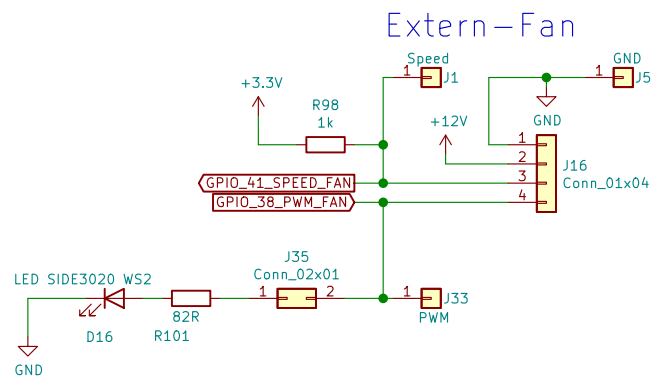 Extern-Fan
Speed
1
J1
GND
1
J5
+3.3V
R98
1k
+12V
GND
1
2
3
4
J16
Conn_01x04
GPIO_41_SPEED_FAN
GPIO_38_PWM_FAN
J35
Conn_02x01
1
2
1
J33
PWM
LED SIDE3020 WS2
D16
82R
R101
GND